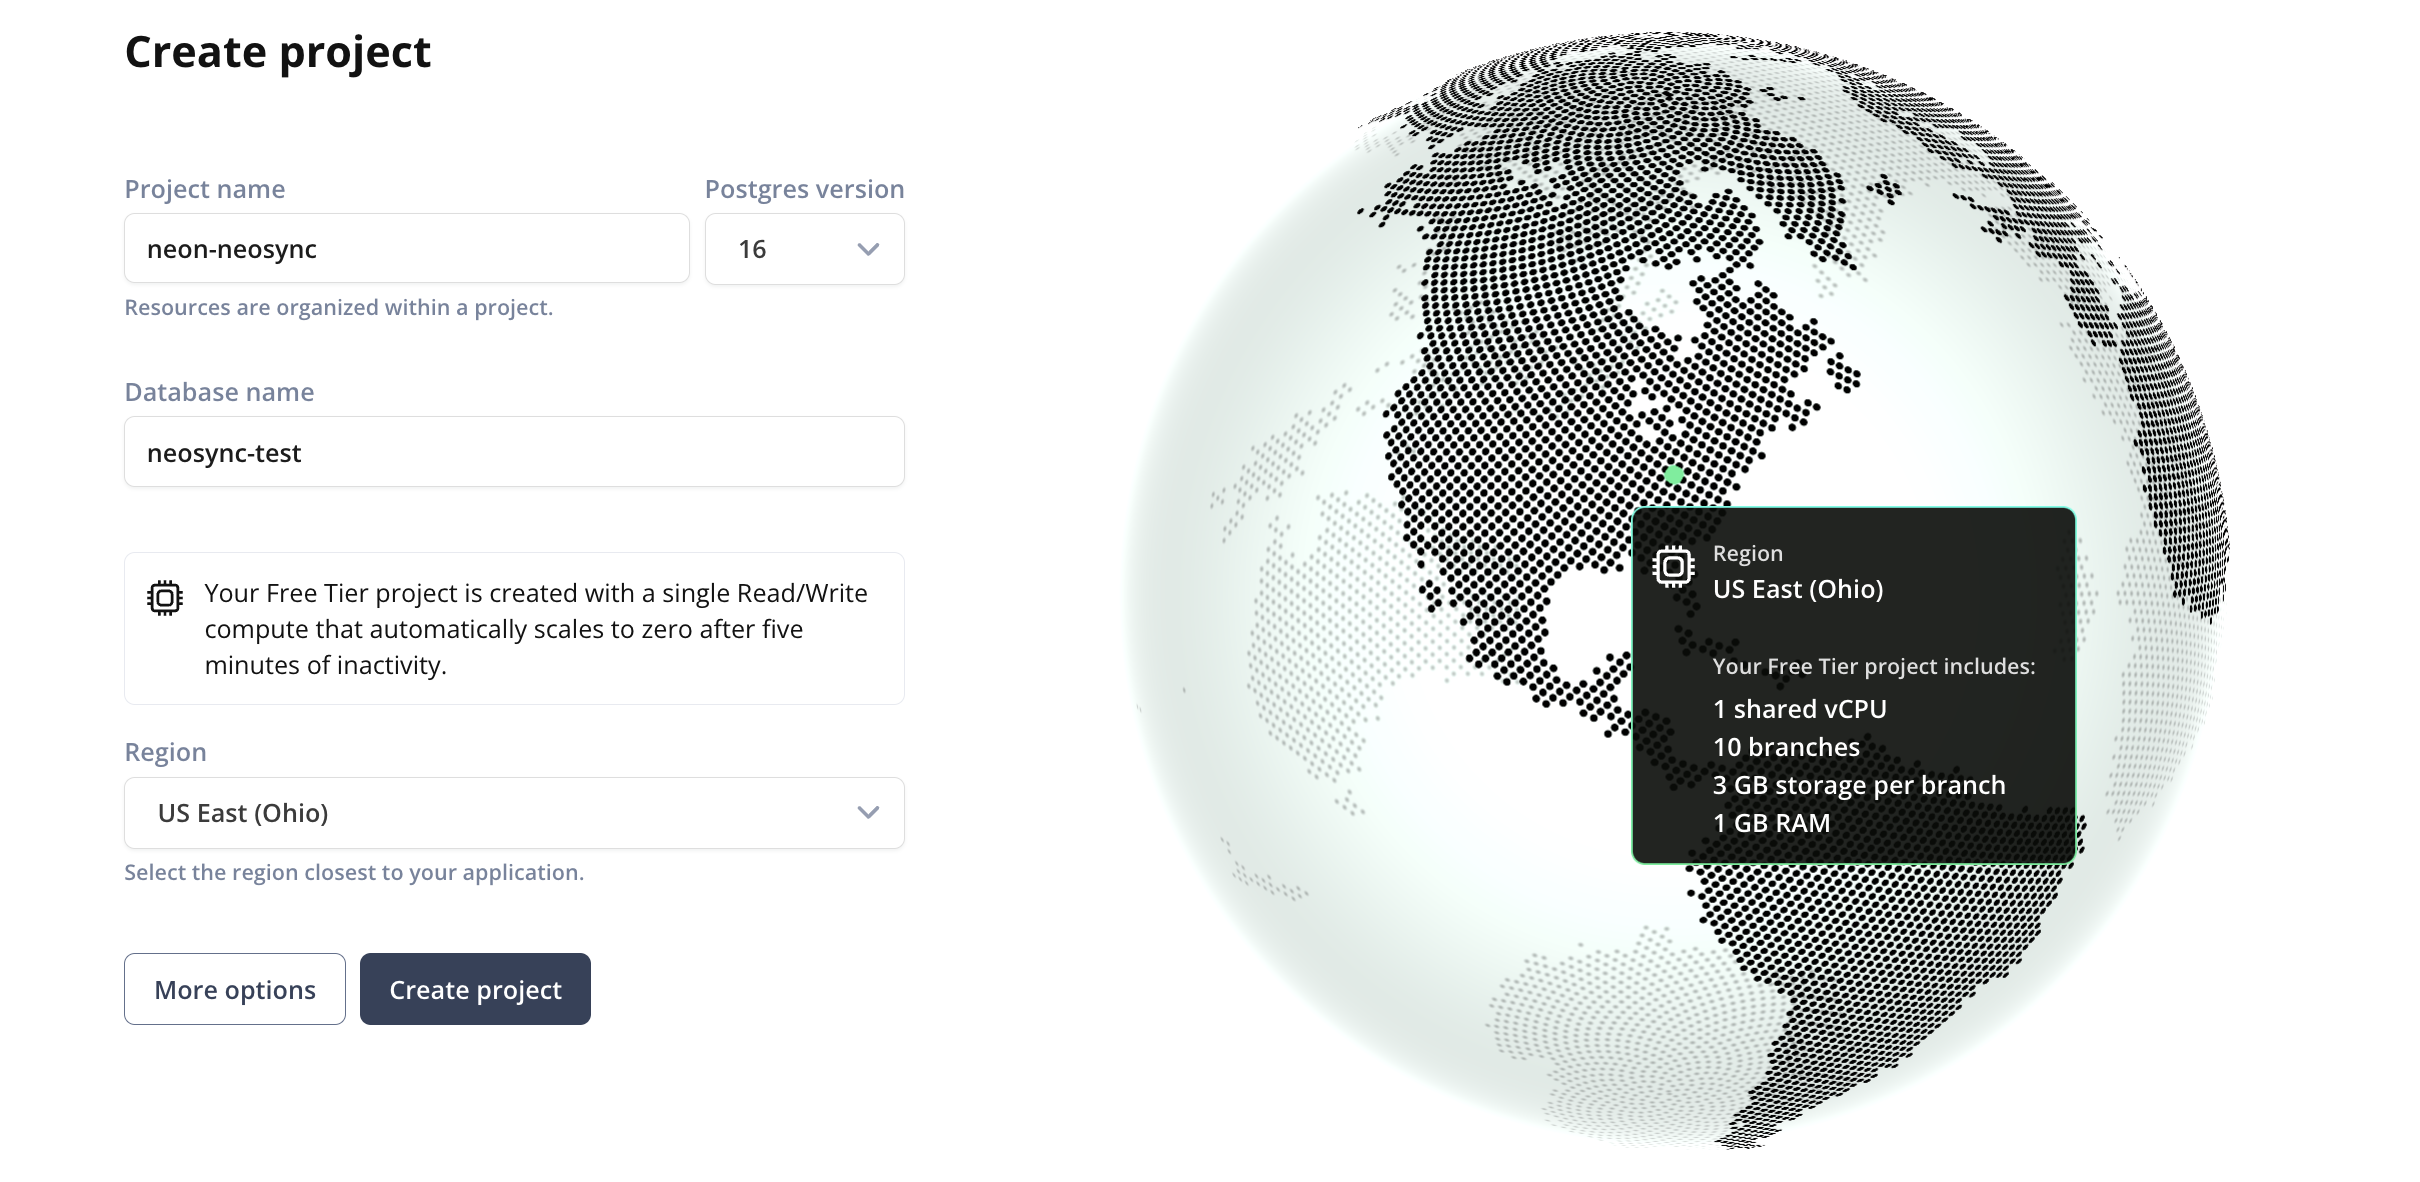 Create project
Project name
Postgres version
neon-neosync
16
Resources are organized within a project.
Database name
neosync-test
Your Free Tier project is created with a single Read/Write
compute that automatically scales to zero after five
minutes of inactivity.
Region
US East (Ohio)
Select the region closest to your application.
More options
Create project
Region
US East (Ohio)
Your Free Tier project includes:
1 shared vCPU
10 branches
3 GB storage per branch
1 GB RAM